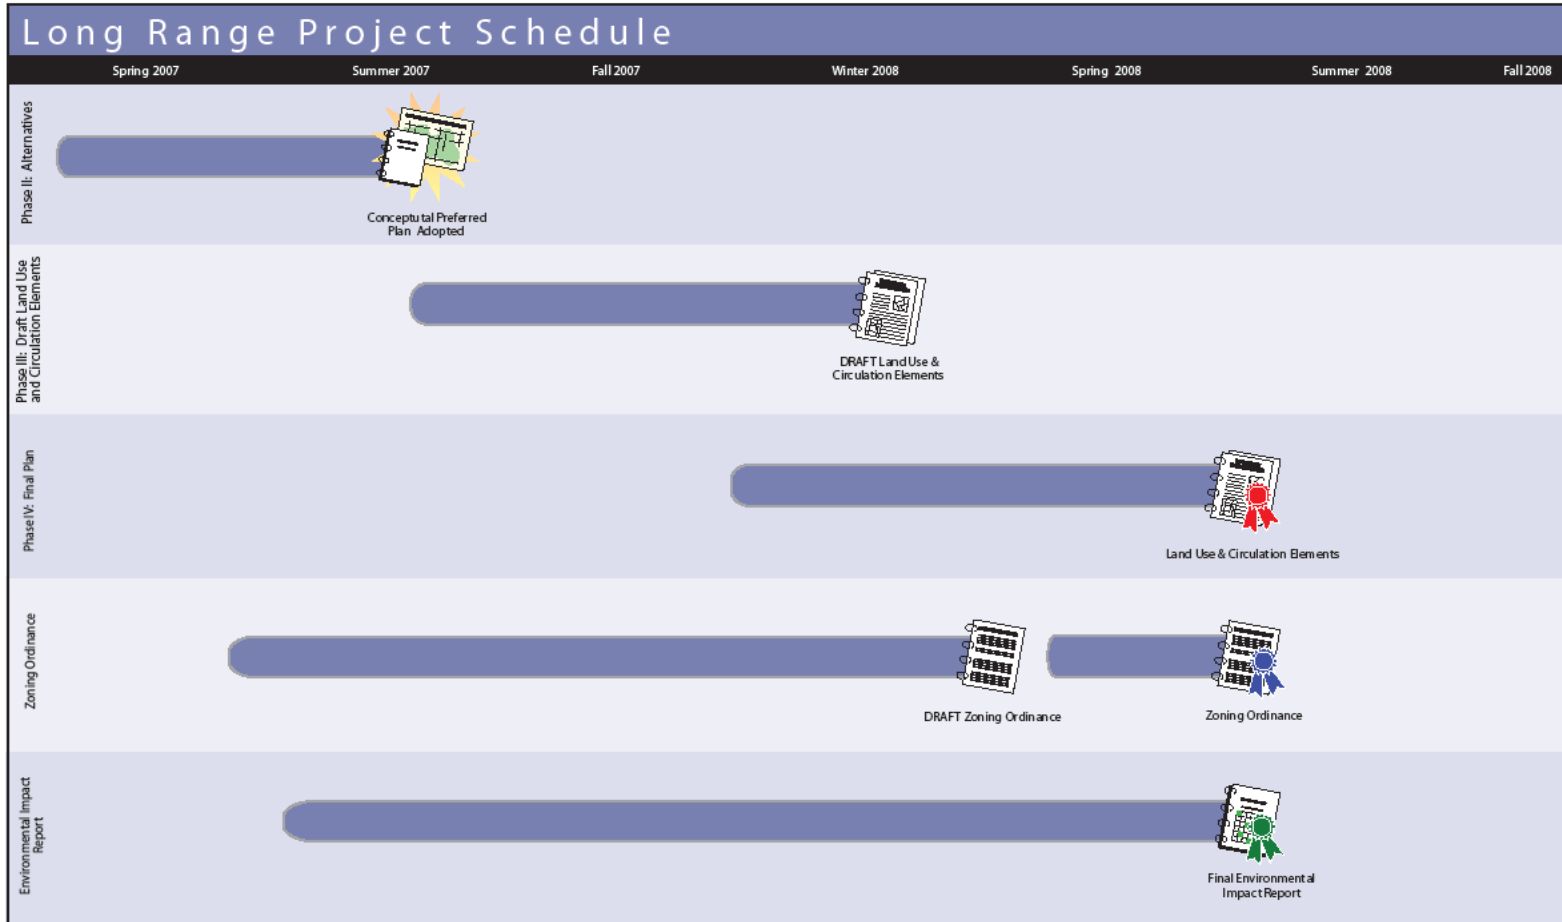 Long Range Project Schedule
Spring 2007 Summer 2007 Fall 2007 Winter 2008 Spring 2008 Summer 2008 Fall 2008
Phase II: Alternatives
Conceptutal Preferred
Plan Adopted
Phase III: Draft Land Use
and Circulation Elements
DRAFT Land Use &
Circulation Elements
Phase IV: Final Plan
Land Use & Circulation Elements
Zoning Ordinance
DRAFT Zoning Ordinance
Zoning Ordinance
Environmental Impact
Report
Final Environmental
Impact Report